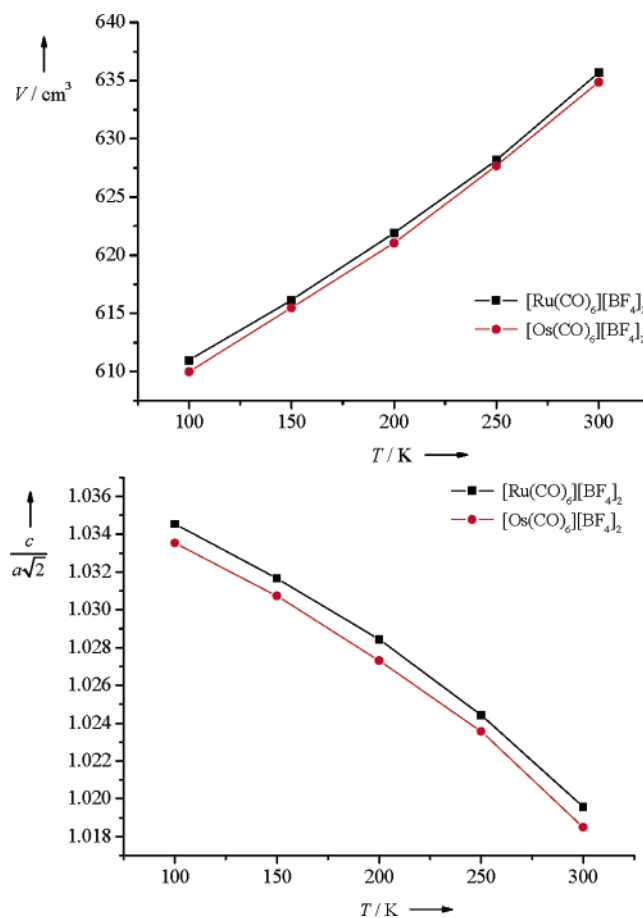 640
635
630
625
620
615
610
V / cm³
[Ru(CO)₆][BF₄]₂
[Os(CO)₆][BF₄]₂
100 150 200 250 300
T / K
1.036
1.034
1.032
1.030
1.028
1.026
1.024
1.022
1.020
1.018
c
a√2
[Ru(CO)₆][BF₄]₂
[Os(CO)₆][BF₄]₂
100 150 200 250 300
T / K